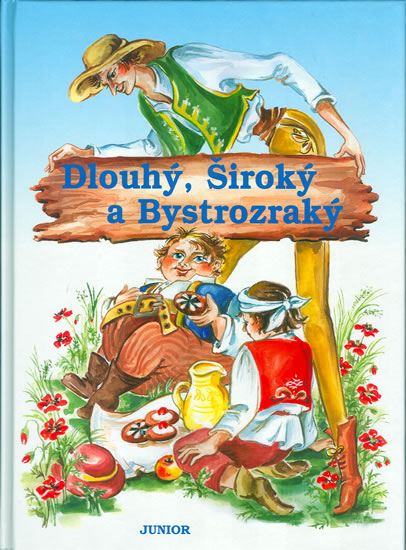 Dlouhý, Široký
a Bystrozraký
JUNIOR